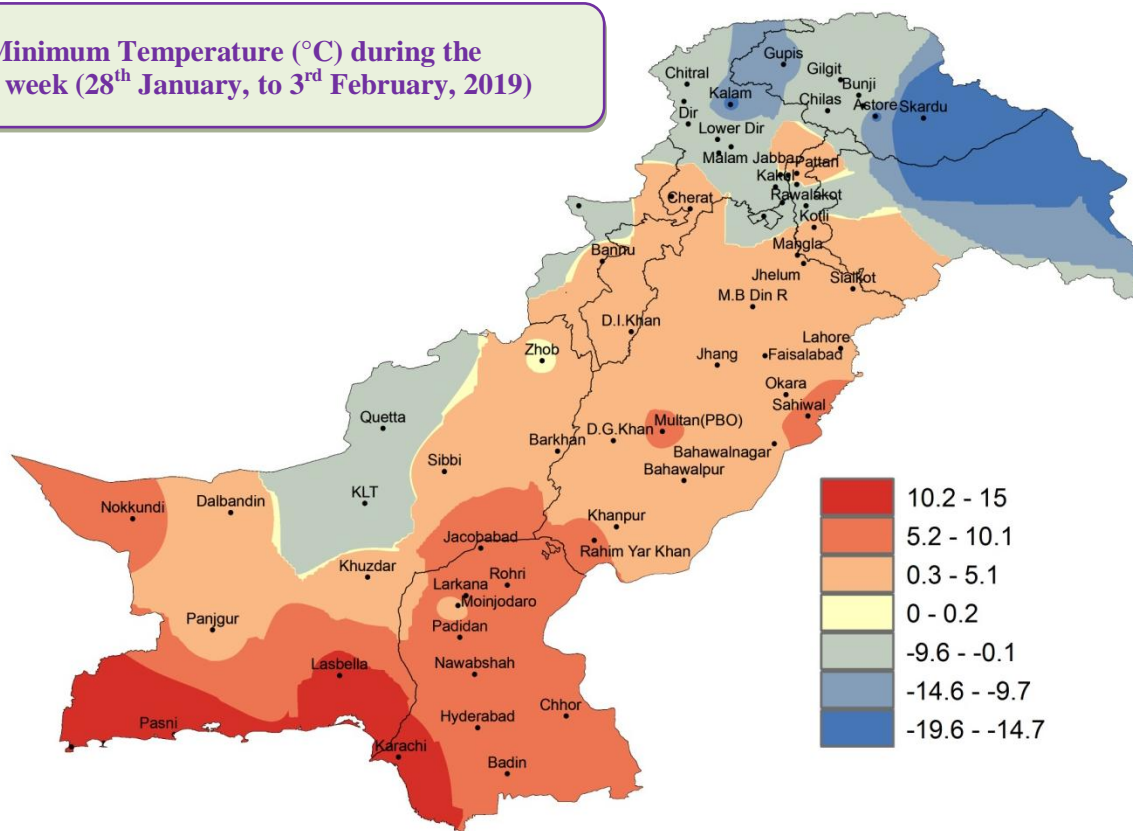 Minimum Temperature (°C) during the
week (28th January, to 3rd February, 2019)
Gupis
Gilgit
Chitral
Bunji
Kalam
Chilas
Astore
Skardu
Dir
Lower Dir
Malam Jabbar
Pattan
Kakul
Cherat
Rawalakot
Kotli
Mangla
Bannu
Jhelum
Sialkot
M.B Din R
D.I.Khan
Lahore
Zhob
Jhang
Faisalabad
Okara
Sahiwal
Quetta
Multan(PBO)
D.G.Khan
Barkhan
Bahawalnagar
Sibbi
Bahawalpur
KLT
Dalbandin
Nokkundi
Khanpur
Jacobabad
Rahim Yar Khan
Khuzdar
Rohri
Larkana
Moinjodaro
Panjgur
Padidan
Lasbella
Nawabshah
Chhor
Pasni
Hyderabad
Karachi
Badin
10.2 - 15
5.2 - 10.1
0.3 - 5.1
0 - 0.2
-9.6 - -0.1
-14.6 - -9.7
-19.6 - -14.7